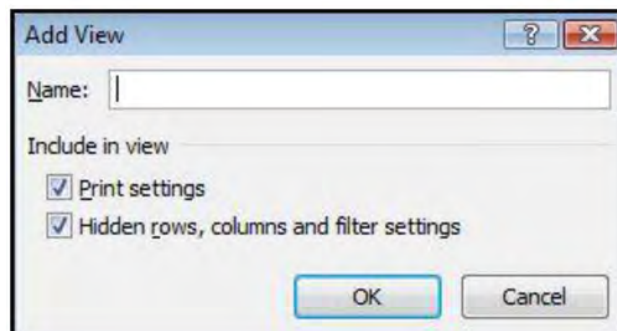 Add View
Name:
Include in view
Print settings
Hidden rows, columns and filter settings
OK Cancel